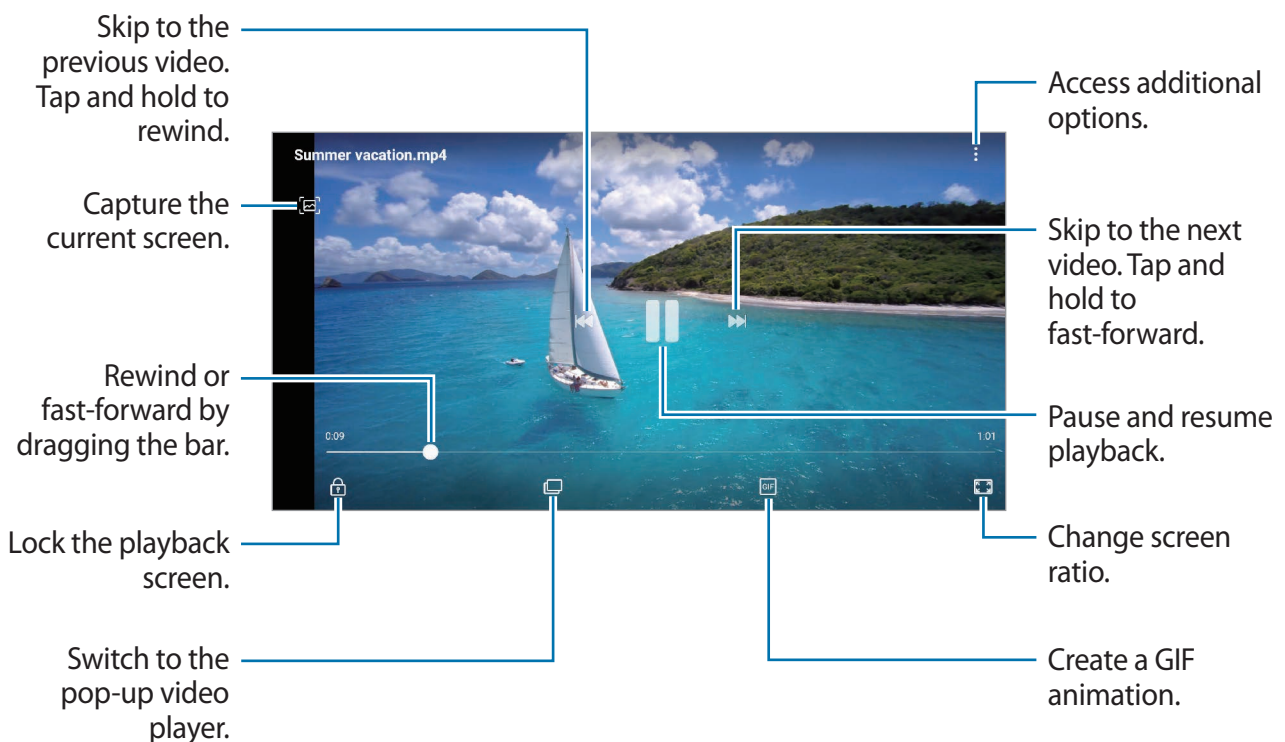 Skip to the
previous video.
Tap and hold to
rewind.
Capture the
current screen.
Rewind or
fast-forward by
dragging the bar.
Lock the playback
screen.
Switch to the
pop-up video
player.
Summer vacation.mp4
0:09
1:01
GIF
Access additional
options.
Skip to the next
video. Tap and
hold to
fast-forward.
Pause and resume
playback.
Change screen
ratio.
Create a GIF
animation.